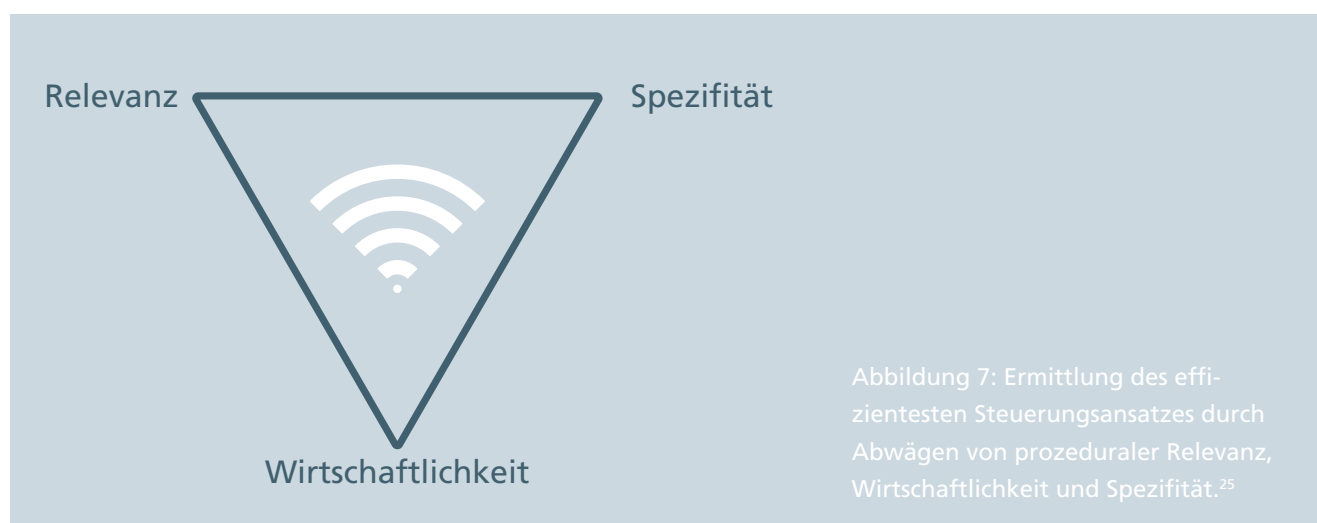 Relevanz
Spezifität
Wirtschaftlichkeit
Abbildung 7: Ermittlung des effi-
zientesten Steuerungsansatzes durch
Abwägen von prozeduraler Relevanz,
Wirtschaftlichkeit und Spezifität.²⁵